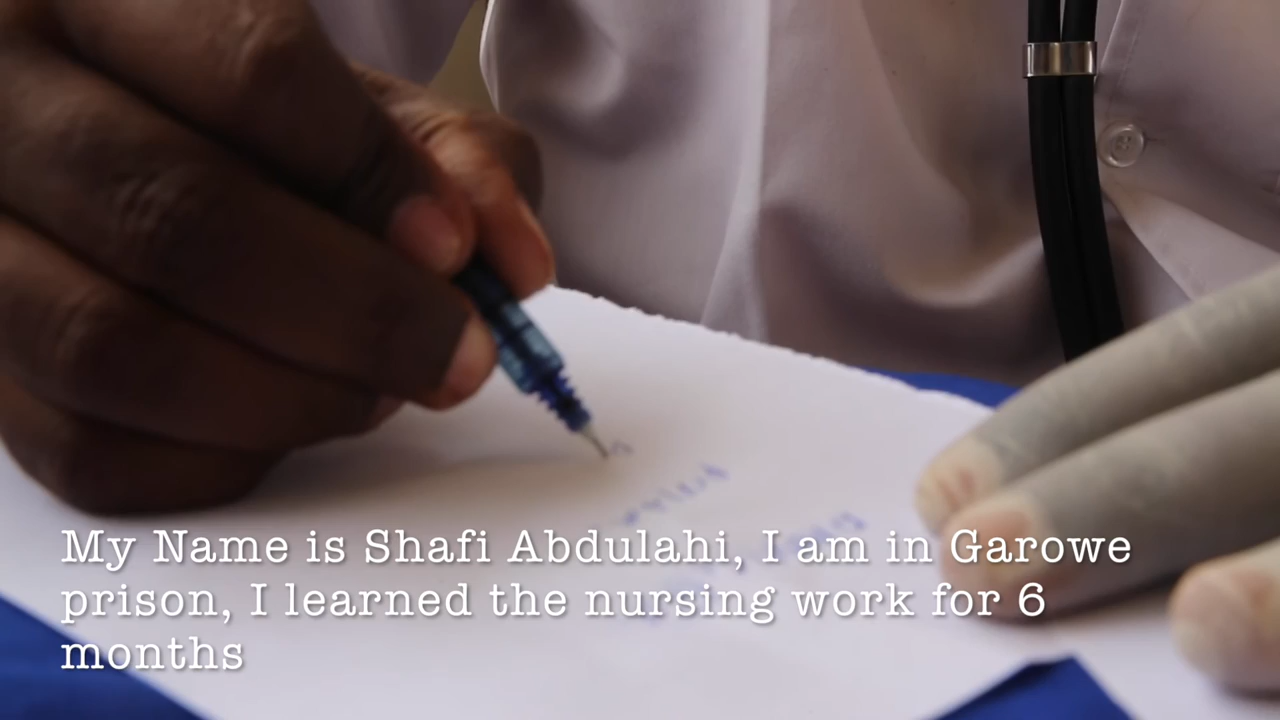 My Name is Shafi Abdulahi, I am in Garowe
prison, I learned the nursing work for 6
months